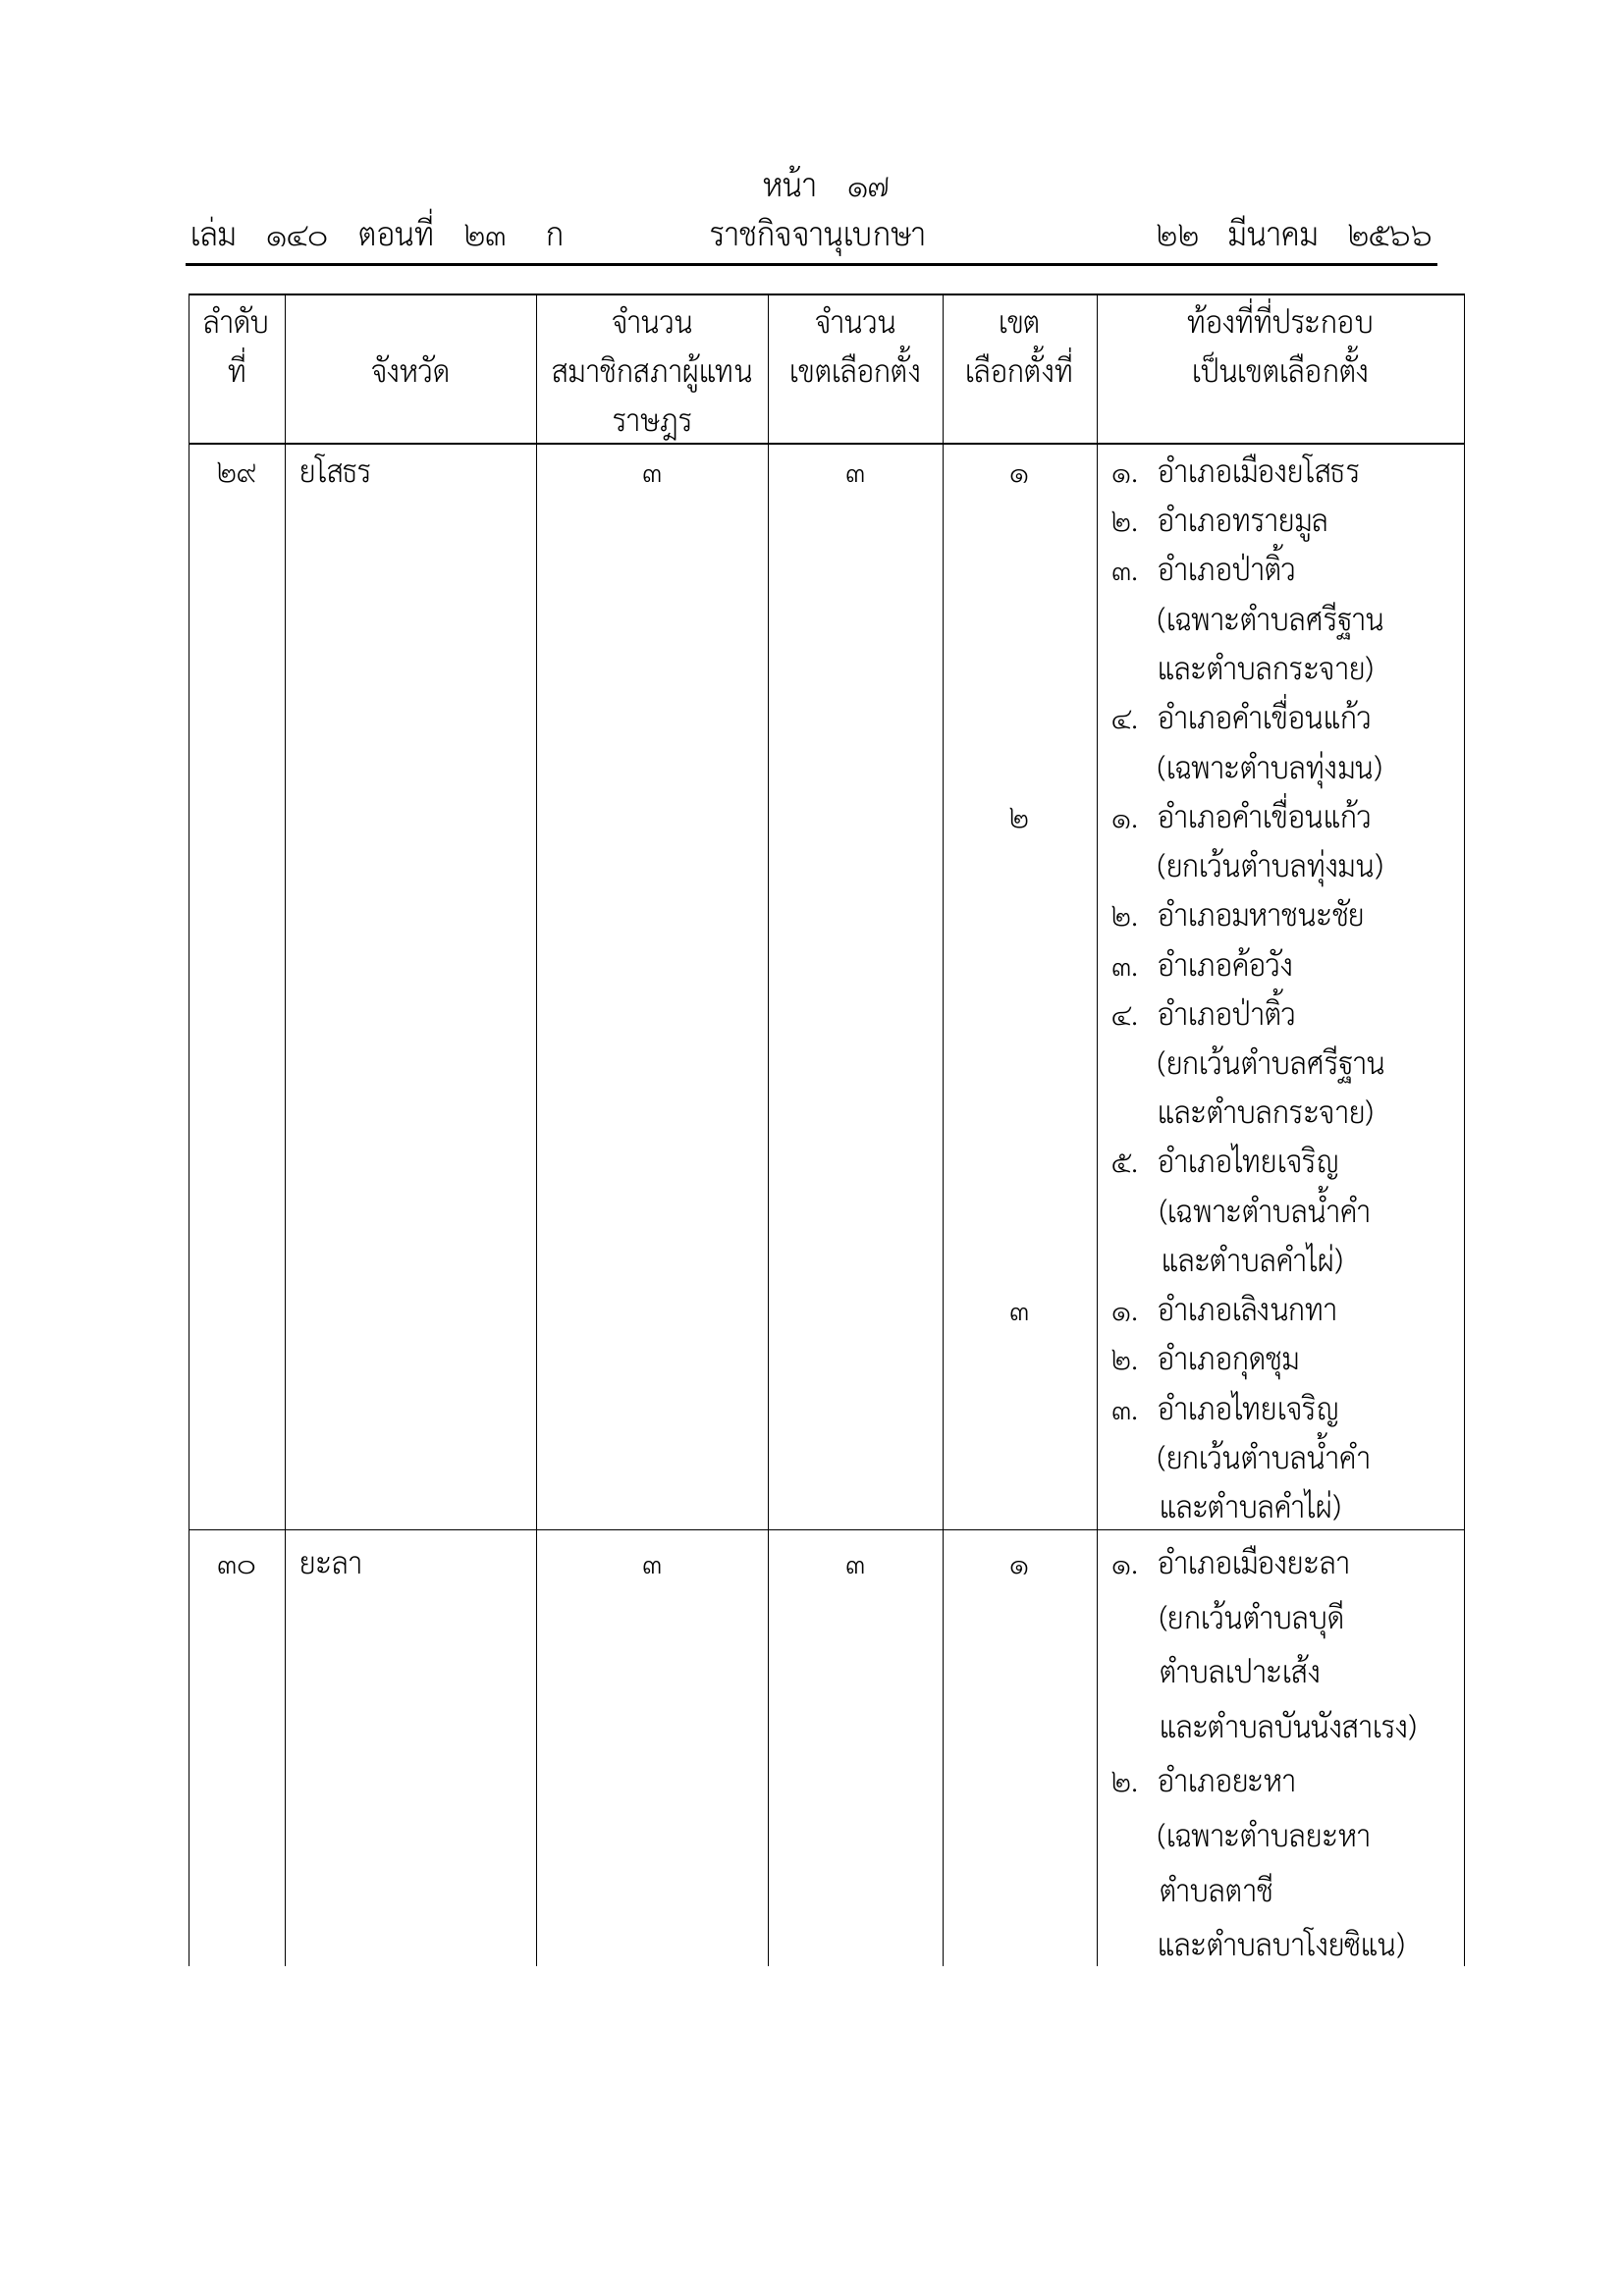 หน้า ๑๗
เล่ม ๑๔๐ ตอนที่ ๒๓ ก ราชกิจจานุเบกษา ๒๒ มีนาคม ๒๕๖๖
ลำดับ จำนวน จำนวน เขต ท้องที่ที่ประกอบ
ที่ จังหวัด สมาชิกสภาผู้แทน เขตเลือกตั้ง เลือกตั้งที่ เป็นเขตเลือกตั้ง
ราษฎร
๒๙ ยโสธร ๓ ๓ ๑ ๑. อำเภอเมืองยโสธร
๒. อำเภอทรายมูล
๓. อำเภอป่าติ้ว
(เฉพาะตำบลศรีฐาน
และตำบลกระจาย)
๔. อำเภอคำเขื่อนแก้ว
(เฉพาะตำบลทุ่งมน)
๒ ๑. อำเภอคำเขื่อนแก้ว
(ยกเว้นตำบลทุ่งมน)
๒. อำเภอมหาชนะชัย
๓. อำเภอค้อวัง
๔. อำเภอป่าติ้ว
(ยกเว้นตำบลศรีฐาน
และตำบลกระจาย)
๕. อำเภอไทยเจริญ
(เฉพาะตำบลน้ำคำ
และตำบลคำไผ่)
๓ ๑. อำเภอเลิงนกทา
๒. อำเภอกุดชุม
๓. อำเภอไทยเจริญ
(ยกเว้นตำบลน้ำคำ
และตำบลคำไผ่)
๓๐ ยะลา ๓ ๓ ๑ ๑. อำเภอเมืองยะลา
(ยกเว้นตำบลบุดี
ตำบลเปาะเส้ง
และตำบลบันนังสาเรง)
๒. อำเภอยะหา
(เฉพาะตำบลยะหา
ตำบลตาชี
และตำบลบาโงยซิแน)